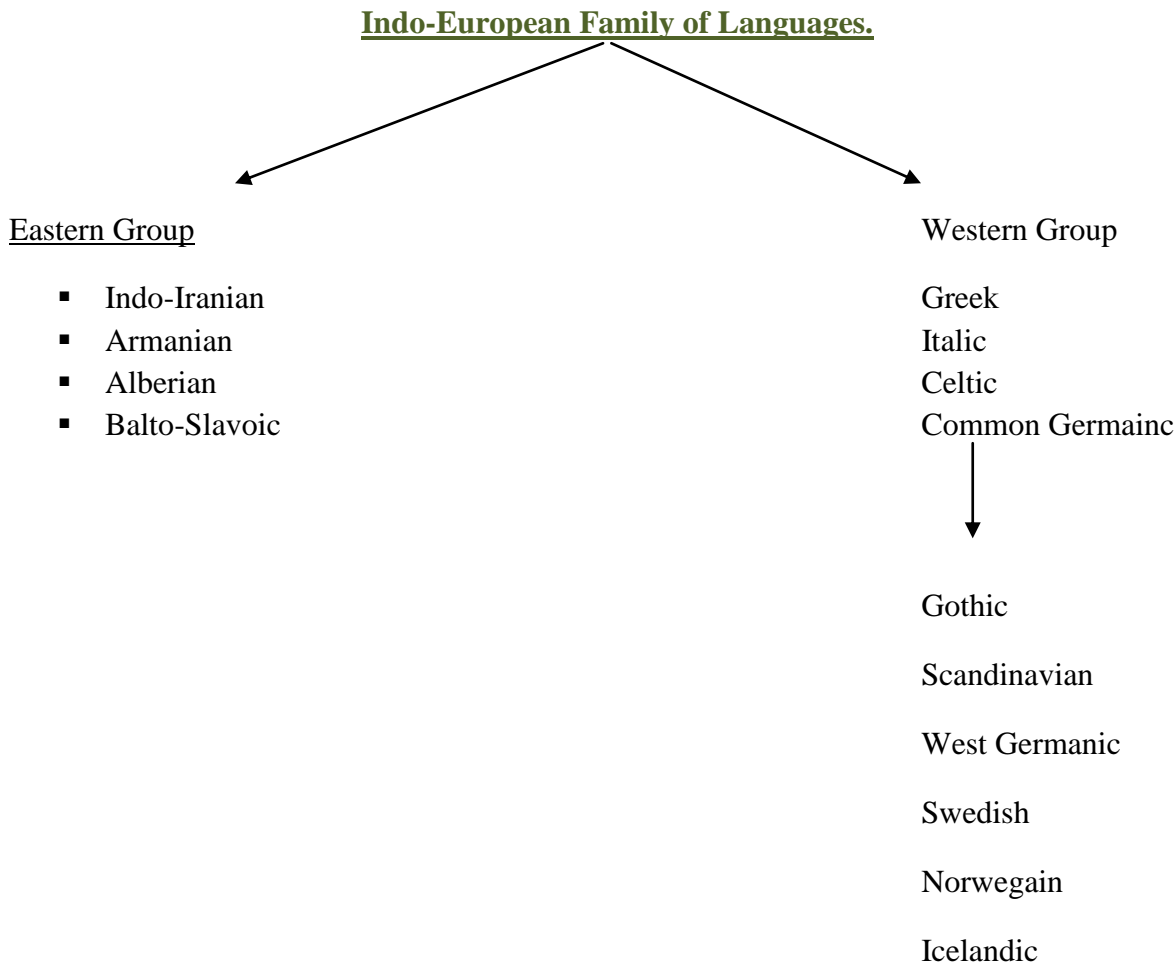 Indo-European Family of Languages.
Eastern Group
▪ Indo-Iranian
▪ Armanian
▪ Alberian
▪ Balto-Slavoic
Western Group
Greek
Italic
Celtic
Common Germainc
Gothic
Scandinavian
West Germanic
Swedish
Norwegain
Icelandic